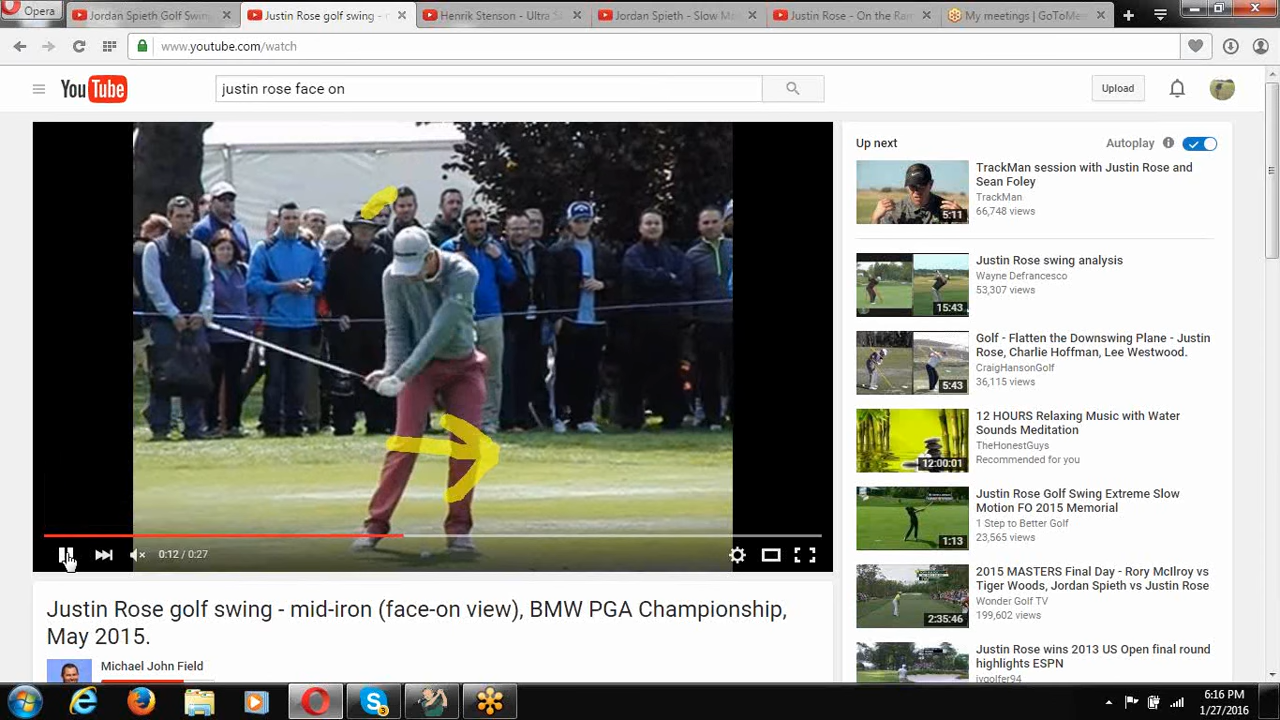 Opera
Jordan Spieth Golf Swing
Justin Rose golf swing - m
Henrik Stenson - Ultra S
Jordan Spieth - Slow M
Justin Rose - On the Ran
My meetings | GoToMe
www.youtube.com/watch
YouTube
justin rose face on
Upload
Up next
Autoplay
TrackMan session with Justin Rose and
Sean Foley
TrackMan
66,748 views
5:11
Justin Rose swing analysis
Wayne Defrancesco
53,307 views
15:43
Golf - Flatten the Downswing Plane - Justin
Rose, Charlie Hoffman, Lee Westwood.
CraigHansonGolf
36,115 views
5:43
12 HOURS Relaxing Music with Water
Sounds Meditation
TheHonestGuys
Recommended for you
12:00:01
Justin Rose Golf Swing Extreme Slow
Motion FO 2015 Memorial
1 Step to Better Golf
23,565 views
1:13
2015 MASTERS Final Day - Rory McIlroy vs
Tiger Woods, Jordan Spieth vs Justin Rose
Wonder Golf TV
199,602 views
2:35:46
Justin Rose wins 2013 US Open final round
highlights ESPN
jvgolfer94
0:12 / 0:27
Justin Rose golf swing - mid-iron (face-on view), BMW PGA Championship,
May 2015.
Michael John Field
3
6:16 PM
1/27/2016